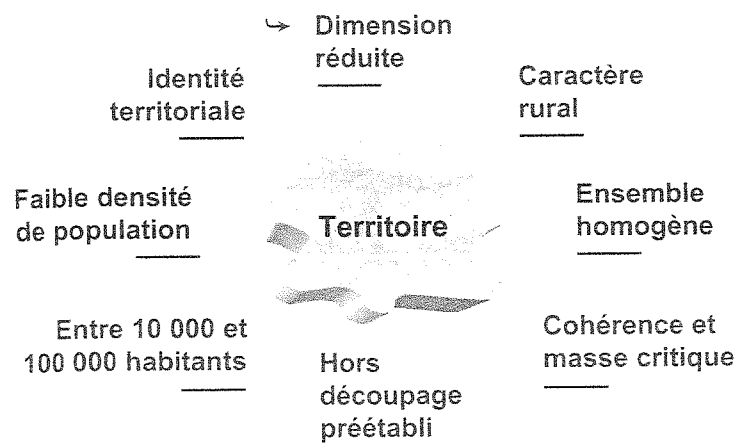 Dimension
réduite
Caractère
rural
Ensemble
homogène
Cohérence et
masse critique
Hors
découpage
préétabli
Entre 10 000 et
100 000 habitants
Faible densité
de population
Identité
territoriale
Territoire